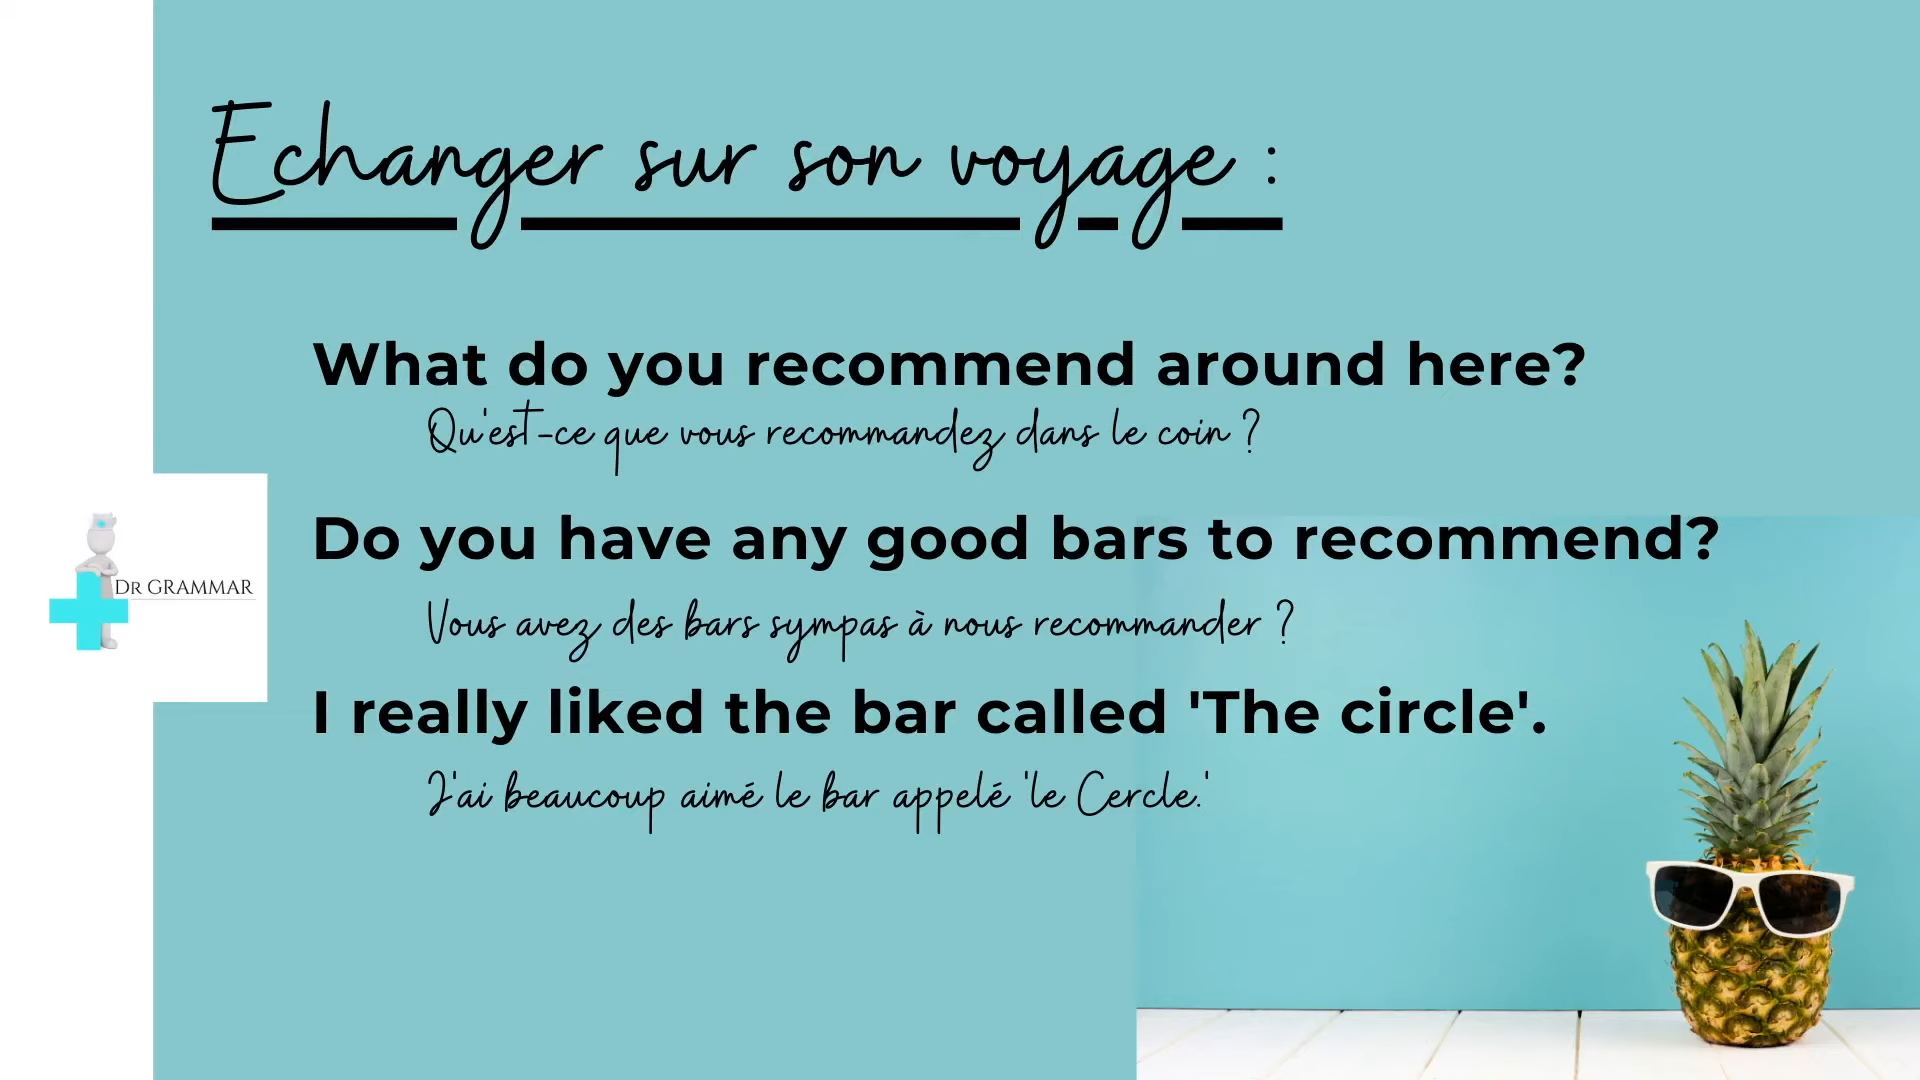 Echanger sur son voyage :
What do you recommend around here?
Qu'est-ce que vous recommandez dans le coin ?
Do you have any good bars to recommend?
Vous avez des bars sympas à nous recommander ?
I really liked the bar called 'The circle'.
J'ai beaucoup aimé le bar appelé 'le Cercle.'
DR GRAMMAR